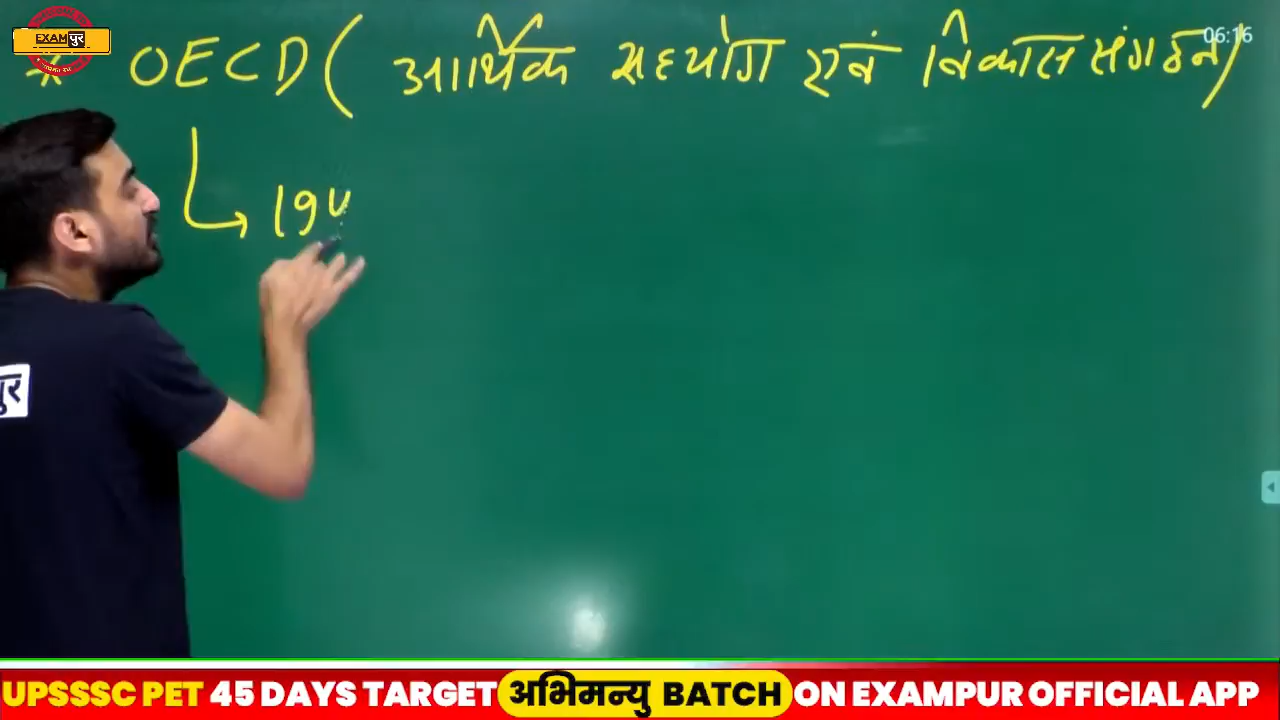 EXAMपुर
06:16
* OECD ( आर्थिक सहयोग एवं विकास संगठन )
→ 19
पुर
UPSSSC PET 45 DAYS TARGET अभिमन्यु BATCH ON EXAMPUR OFFICIAL APP